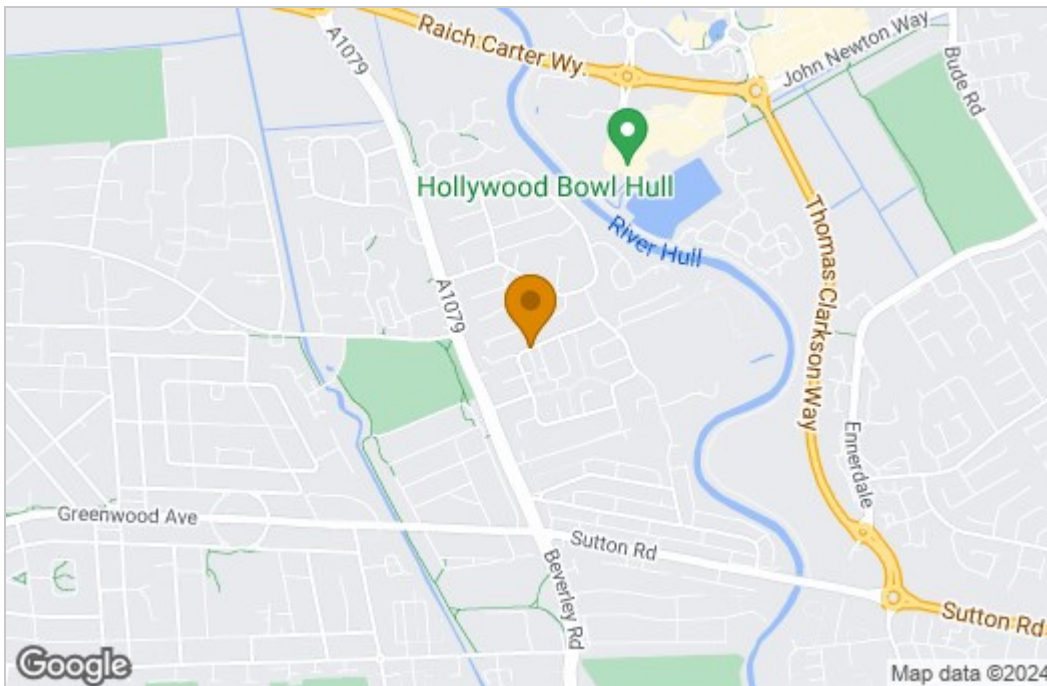 A1079
Raich Carter Wy.
John Newton Way
Bude Rd
Hollywood Bowl Hull
River Hull
Thomas Clarkson Way
A1079
Ennerdale
Greenwood Ave
Sutton Rd
Beverley Rd
Sutton Rd
Google
Map data ©2024